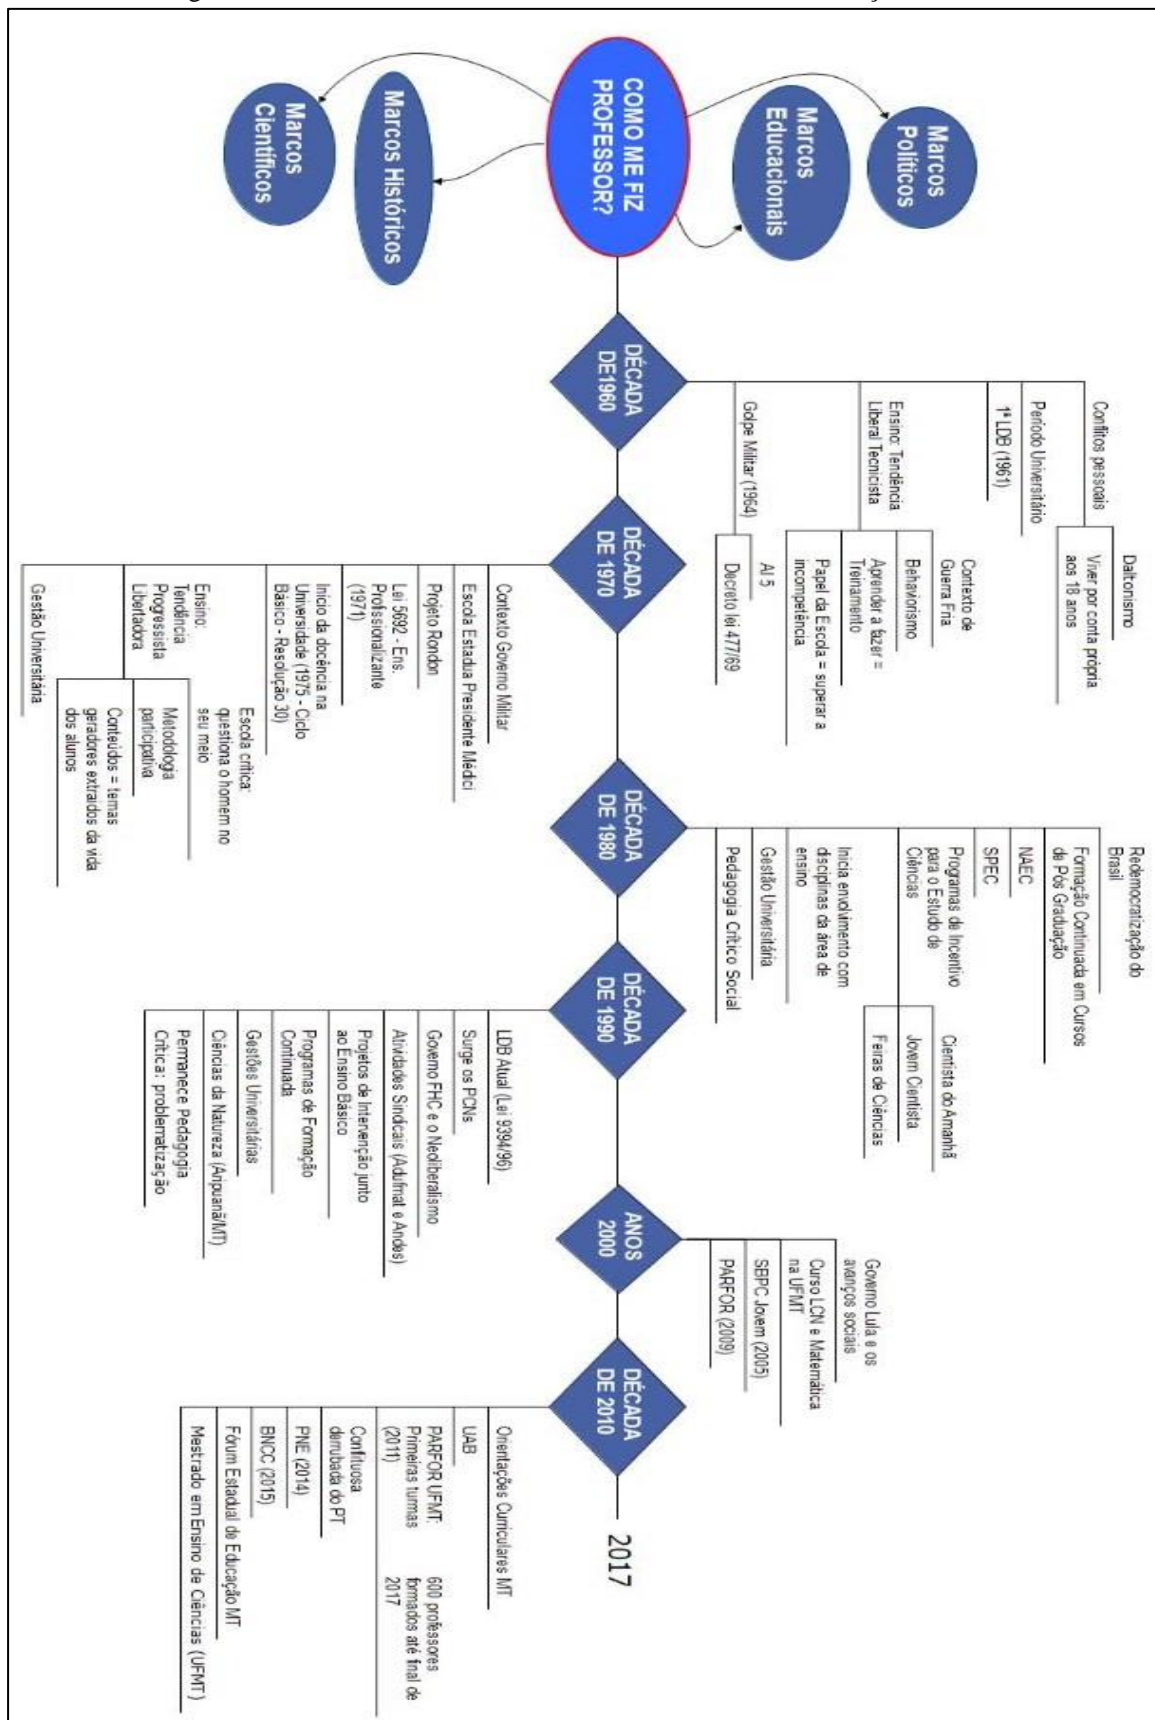 COMO ME FIZ
PROFESSOR?
Marcos
Políticos
Marcos
Educacionais
Marcos Históricos
Marcos
Científicos
DÉCADA
DE1960
Conflitos pessoais
Daltonismo
Viver por conta própria
aos 18 anos
Período Universitário
1ª LDB (1961)
Ensino: Tendência
Liberal Tecnicista
Contexto de
Guerra Fria
Behaviorismo
Aprender a fazer =
Treinamento
Papel da Escola = superar a
incompetência
Golpe Militar (1964)
AI 5
Decreto lei 477/69
DÉCADA
DE 1970
Contexto Governo Militar
Escola Estadua Presidente Médici
Projeto Rondon
Lei 5692 - Ens.
Profissionalizante
(1971)
Início da docência na
Universidade (1975 - Ciclo
Básico - Resolução 30)
Ensino:
Tendência
Progressista
Libertadora
Escola crítica:
questiona o homem no
seu meio
Metodologia
participativa
Conteúdos = temas
geradores extraídos da vida
dos alunos
Gestão Universitária
DÉCADA
DE 1980
Redemocratização do
Brasil
Formação Continuada em Cursos
de Pós Graduação
NAEC
SPEC
Programas de Incentivo
para o Estudo de
Ciências
Cientista do Amanhã
Jovem Cientista
Feiras de Ciências
Inicia envolvimento com
disciplinas da área de
ensino
Gestão Universitária
Pedagogia Crítico Social
DÉCADA
DE 1990
LDB Atual (Lei 9394/96)
Surge os PCNs
Governo FHC e o Neoliberalismo
Atividades Sindicais (Adufmat e Andes)
Projetos de Intervenção junto
ao Ensino Básico
Programas de Formação
Continuada
Gestões Universitárias
Ciências da Natureza (Aripuanã/MT)
Permanece Pedagogia
Crítica: problematização
ANOS
2000
Governo Lula e os
avanços sociais
Curso LCN e Matemática
na UFMT
SBPC Jovem (2005)
PARFOR (2009)
DÉCADA
DE 2010
Orientações Curriculares MT
UAB
PARFOR UFMT:
Primeiras turmas
(2011)
600 professores
formados até final de
2017
Conflituosa
derrubada do PT
PNE (2014)
BNCC (2015)
Fórum Estadual de Educação MT
Mestrado em Ensino de Ciências (UFMT)
2017